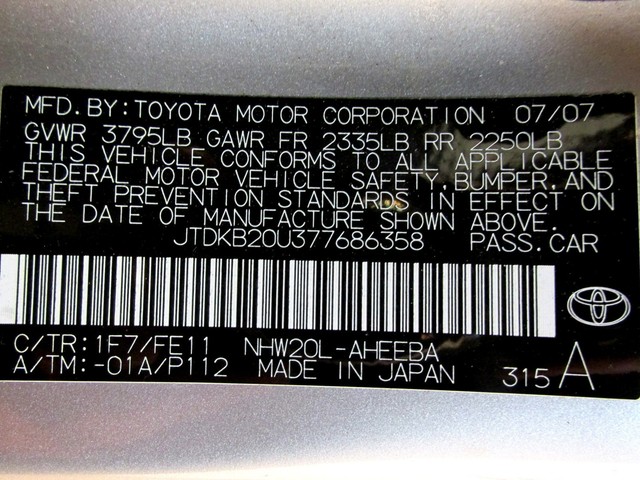 MFD.BY:TOYOTA MOTOR CORPORATION 07/07
GVWR 3795LB GAWR FR 2335LB RR 2250LB
THIS VEHICLE CONFORMS TO ALL APPLICABLE
FEDERAL MOTOR VEHICLE SAFETY,BUMPER,AND
THEFT PREVENTION STANDARDS IN EFFECT ON
THE DATE OF MANUFACTURE SHOWN ABOVE.
JTDKB20U377686358 PASS.CAR
C/TR:1F7/FE11 NHW20L-AHEEBA
A/TM:-01A/P112 MADE IN JAPAN 315 A